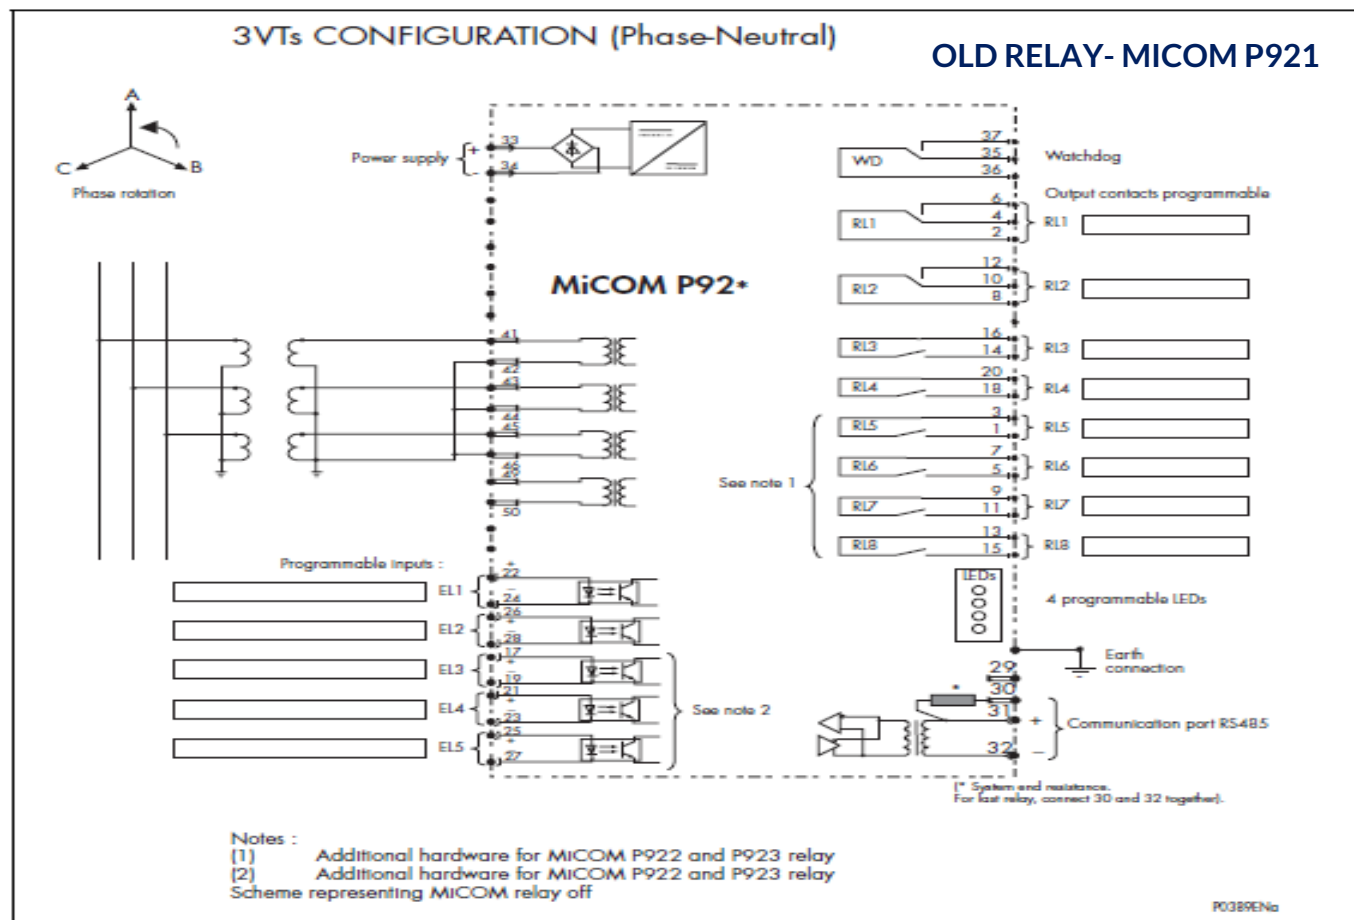 3VTs CONFIGURATION (Phase-Neutral)
OLD RELAY- MICOM P921
A
C
B
Phase rotation
Power supply
+
-
33
34
MiCOM P92*
41
42
43
44
45
46
49
50
WD
37
35
36
Watchdog
Output contacts programmable
RL1
6
4
2
RL1
RL2
12
10
8
RL2
RL3
16
14
RL3
RL4
20
18
RL4
RL5
3
1
RL5
RL6
7
5
RL6
RL7
9
11
RL7
RL8
13
15
RL8
See note 1
Programmable inputs :
EL1
+
22
−
24
EL2
26
+
−
28
EL3
17
+
−
19
EL4
21
+
−
23
EL5
25
+
−
27
See note 2
LEDs
4 programmable LEDs
Earth
connection
29
30
31
32
*
+
−
Communication port RS485
(* System end resistance.
For last relay, connect 30 and 32 together).
Notes :
(1) Additional hardware for MiCOM P922 and P923 relay
(2) Additional hardware for MiCOM P922 and P923 relay
Scheme representing MiCOM relay off
P0389ENa